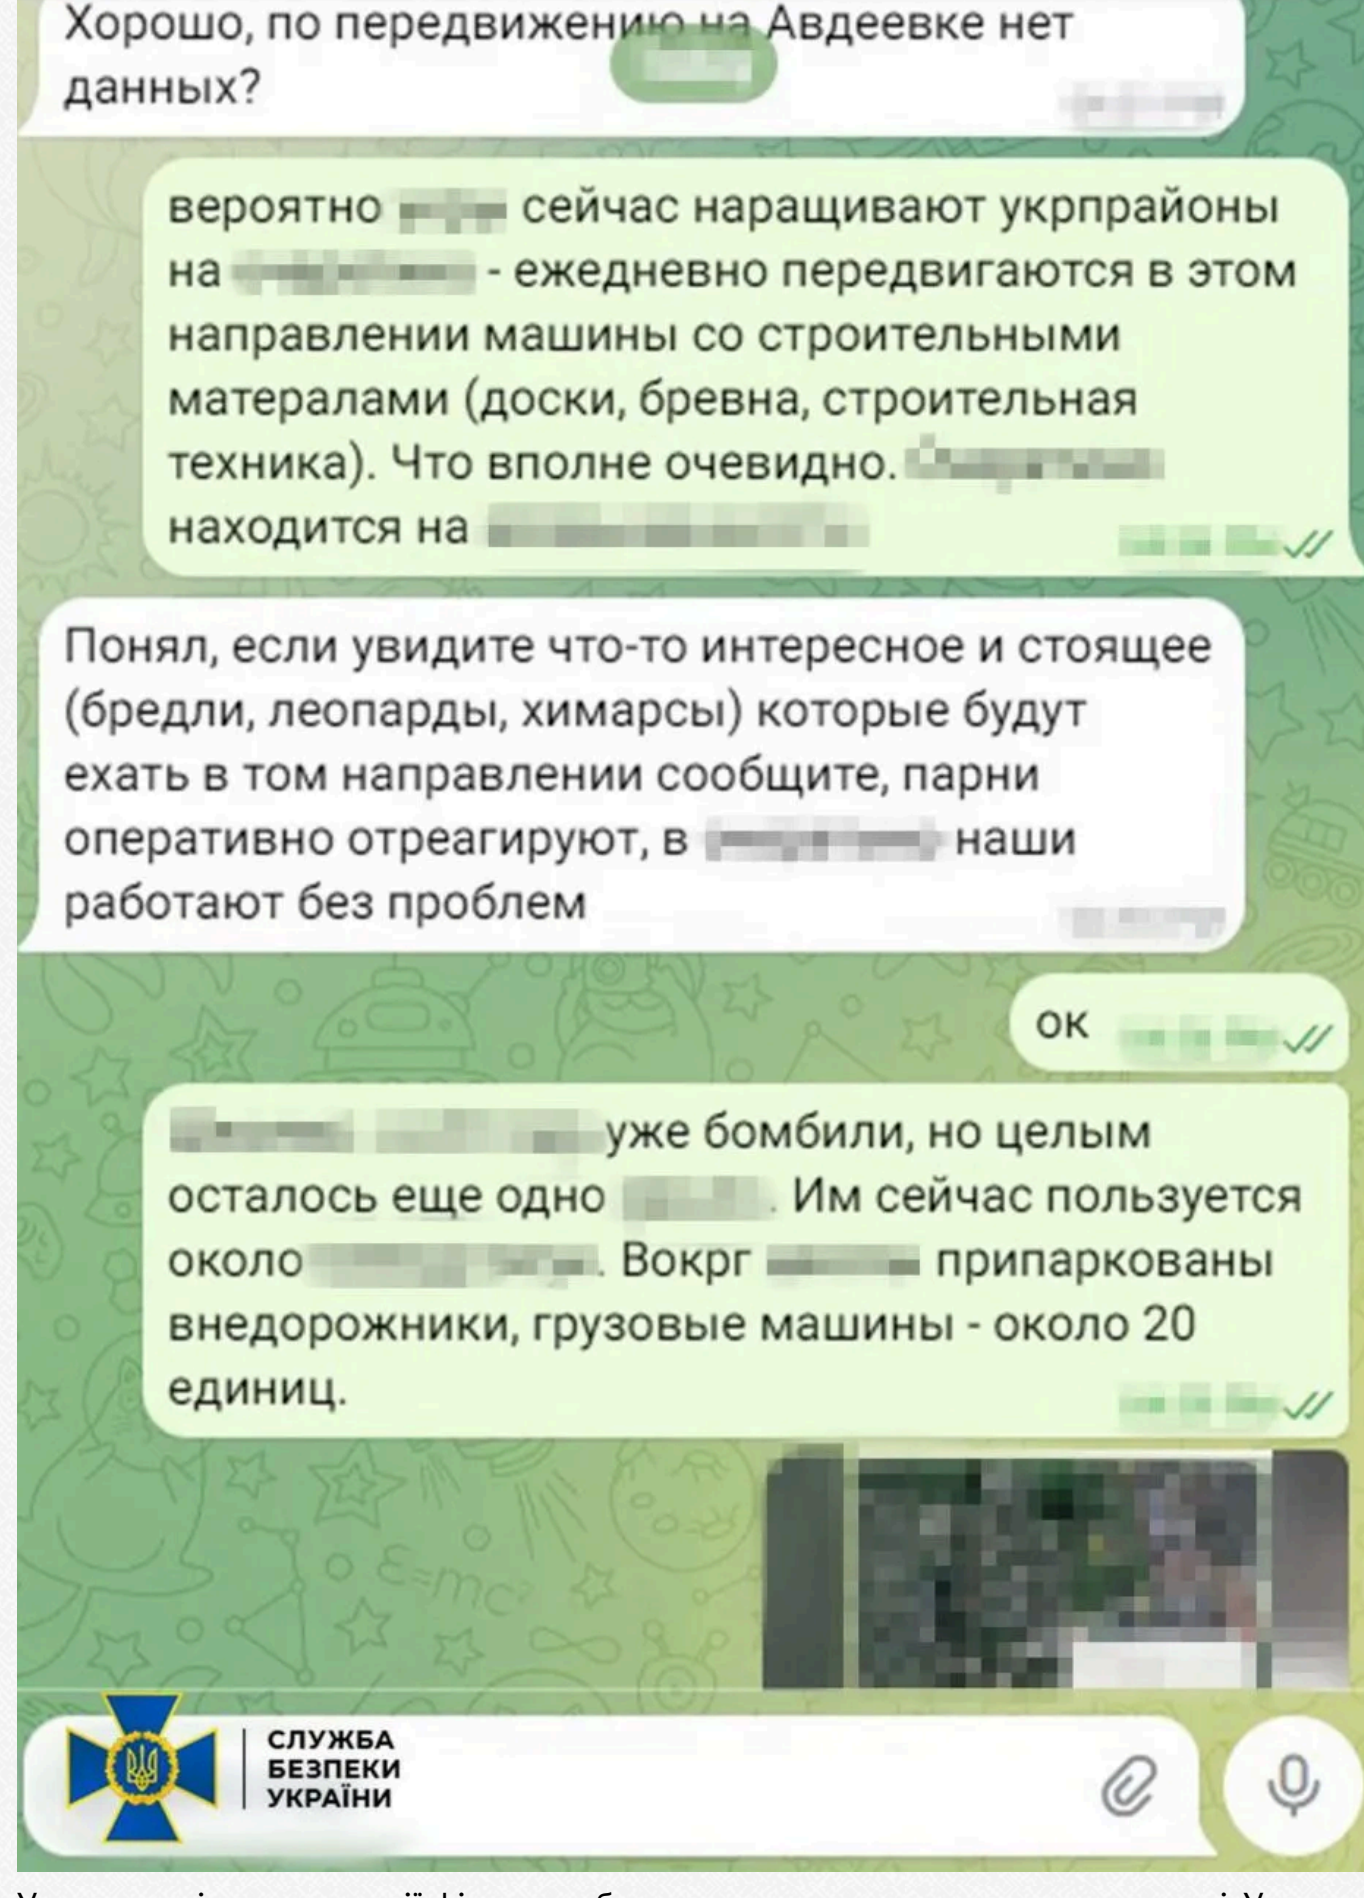 Хорошо, по передвижению на Авдеевке нет
данных?
вероятно сейчас наращивают укрпрайоны
на - ежедневно передвигаются в этом
направлении машины со строительными
матералами (доски, бревна, строительная
техника). Что вполне очевидно.
находится на
Понял, если увидите что-то интересное и стоящее
(бредли, леопарды, химарсы) которые будут
ехать в том направлении сообщите, парни
оперативно отреагируют, в наши
работают без проблем
ок
уже бомбили, но целым
осталось еще одно . Им сейчас пользуется
около . Вокрг припаркованы
внедорожники, грузовые машины - около 20
единиц.
E=mc²
СЛУЖБА
БЕЗПЕКИ
УКРАЇНИ